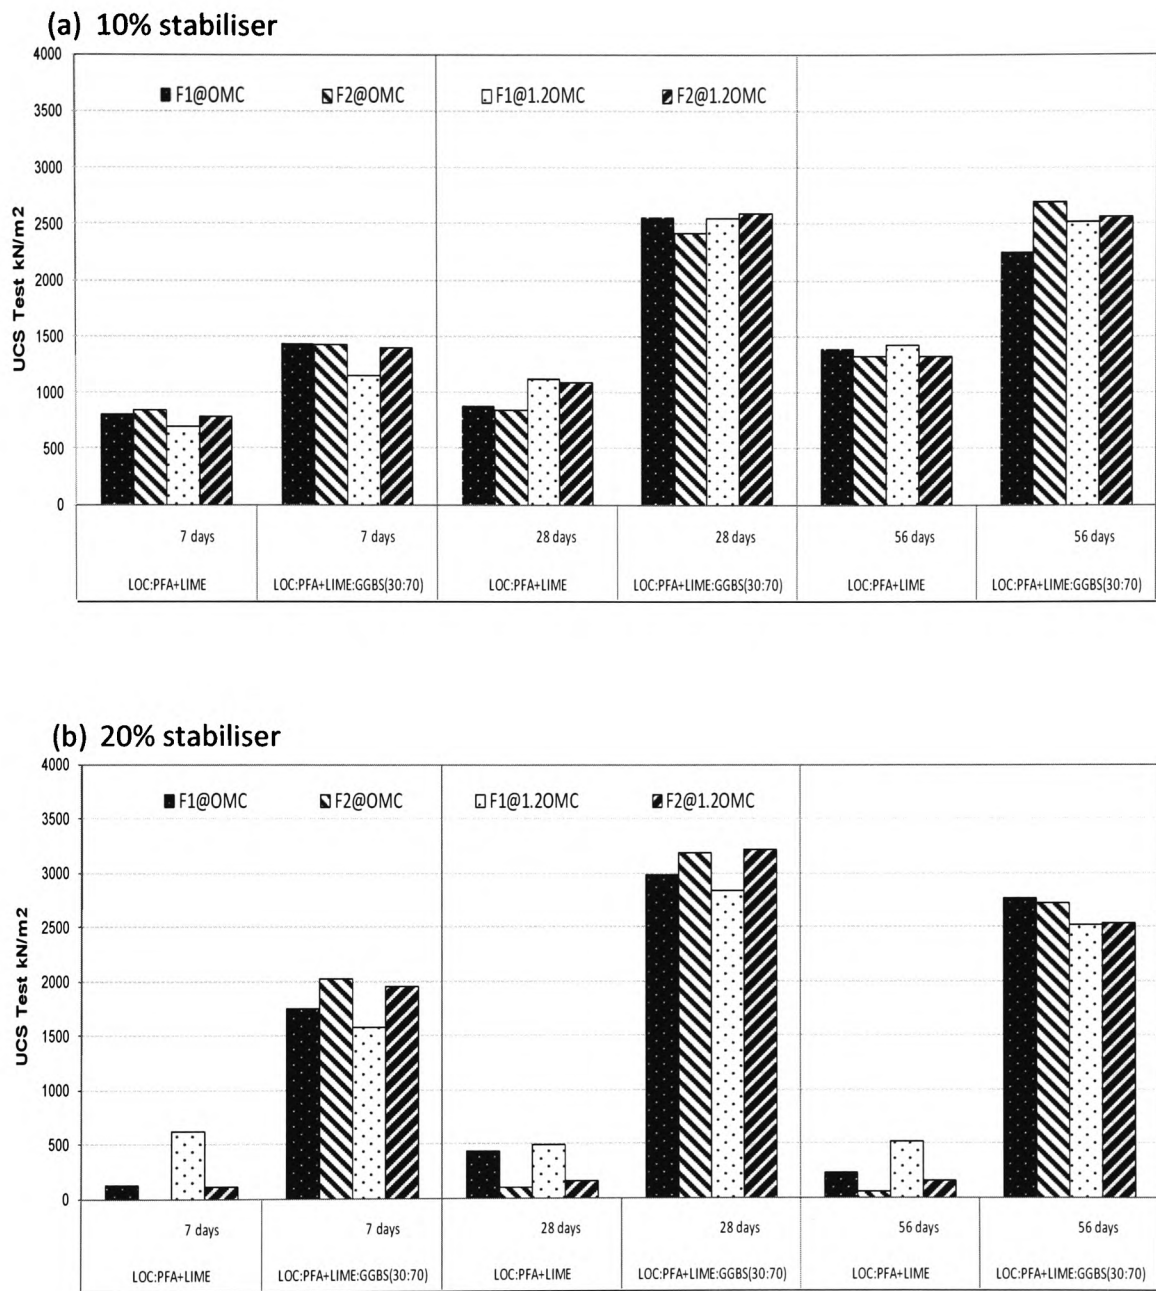 (a) 10% stabiliser
4000
F1@OMC F2@OMC F1@1.2OMC F2@1.2OMC
3500
3000
2500
2000
1500
1000
500
0
UCS Test kN/m2
7 days 7 days 28 days 28 days 56 days 56 days
LOC:PFA+LIME LOC:PFA+LIME:GGBS(30:70) LOC:PFA+LIME LOC:PFA+LIME:GGBS(30:70) LOC:PFA+LIME LOC:PFA+LIME:GGBS(30:70)
(b) 20% stabiliser
4000
F1@OMC F2@OMC F1@1.2OMC F2@1.2OMC
3500
3000
2500
2000
1500
1000
500
0
UCS Test kN/m2
7 days 7 days 28 days 28 days 56 days 56 days
LOC:PFA+LIME LOC:PFA+LIME:GGBS(30:70) LOC:PFA+LIME LOC:PFA+LIME:GGBS(30:70) LOC:PFA+LIME LOC:PFA+LIME:GGBS(30:70)